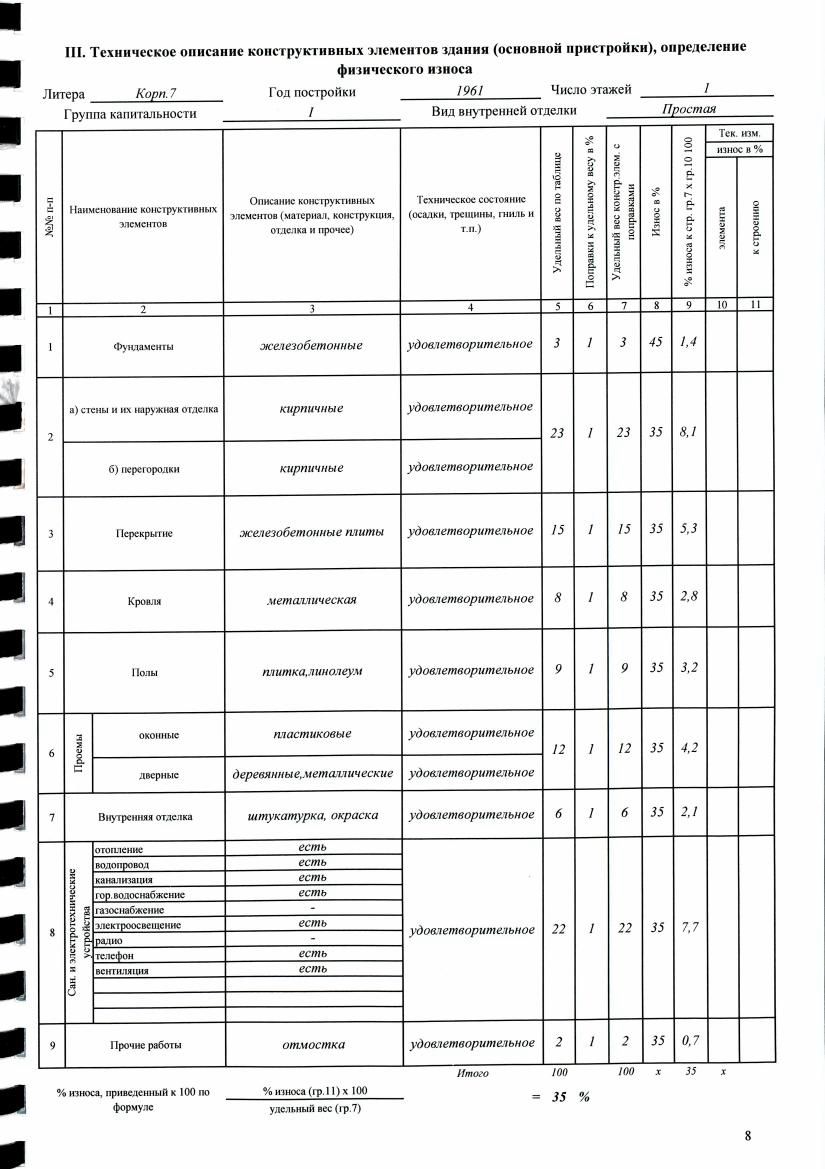 III. Техническое описание конструктивных элементов здания (основной пристройки), определение
физического износа
Литера Корп.7 Год постройки 1961 Число этажей 1
Группа капитальности I Вид внутренней отделки Простая
№№ п-п
Наименование конструктивных элементов
Описание конструктивных элементов (материал, конструкция, отделка и прочее)
Техническое состояние (осадки, трещины, гниль и т.п.)
Удельный вес по таблице
Поправки к удельному весу в %
Удельный вес констр.элем. с поправками
Износ в %
% износа к стр. гр.7 х гр.10 100
Тек. изм.
износ в %
элемента
к строению
1 2 3 4 5 6 7 8 9 10 11
1 Фундаменты железобетонные удовлетворительное 3 1 3 45 1,4
2 а) стены и их наружная отделка кирпичные удовлетворительное 23 1 23 35 8,1
б) перегородки кирпичные удовлетворительное
3 Перекрытие железобетонные плиты удовлетворительное 15 1 15 35 5,3
4 Кровля металлическая удовлетворительное 8 1 8 35 2,8
5 Полы плитка,линолеум удовлетворительное 9 1 9 35 3,2
6 Проемы оконные пластиковые удовлетворительное 12 1 12 35 4,2
дверные деревянные,металлические удовлетворительное
7 Внутренняя отделка штукатурка, окраска удовлетворительное 6 1 6 35 2,1
8 Сан. и электротехнические устройства
отопление есть
водопровод есть
канализация есть
гор.водоснабжение есть
газоснабжение -
электроосвещение есть удовлетворительное 22 1 22 35 7,7
радио -
телефон есть
вентиляция есть
9 Прочие работы отмостка удовлетворительное 2 1 2 35 0,7
Итого 100 100 х 35 х
% износа, приведенный к 100 по формуле
% износа (гр.11) х 100
удельный вес (гр.7)
= 35 %
8